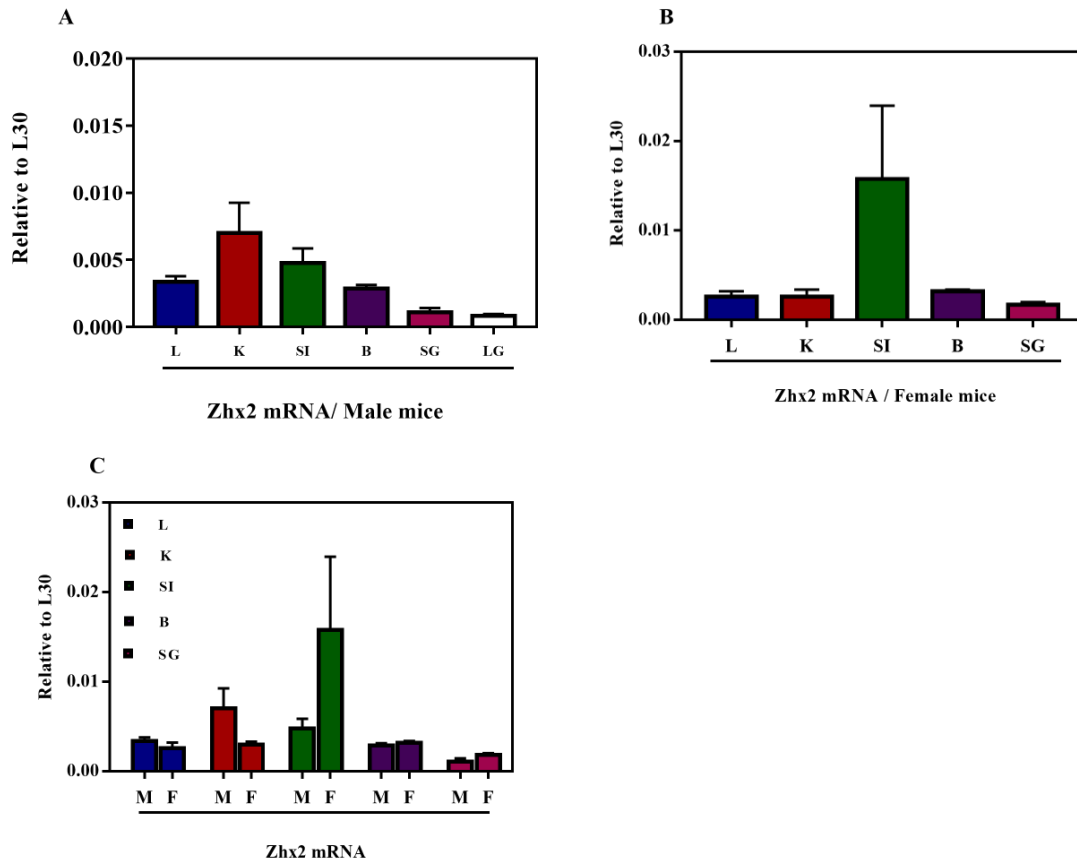 A
Relative to L30
0.020
0.015
0.010
0.005
0.000
L K SI B SG LG
Zhx2 mRNA/ Male mice
B
Relative to L30
0.03
0.02
0.01
0.00
L K SI B SG
Zhx2 mRNA / Female mice
C
Relative to L30
0.03
0.02
0.01
0.00
L
K
SI
B
SG
M F M F M F M F M F
Zhx2 mRNA